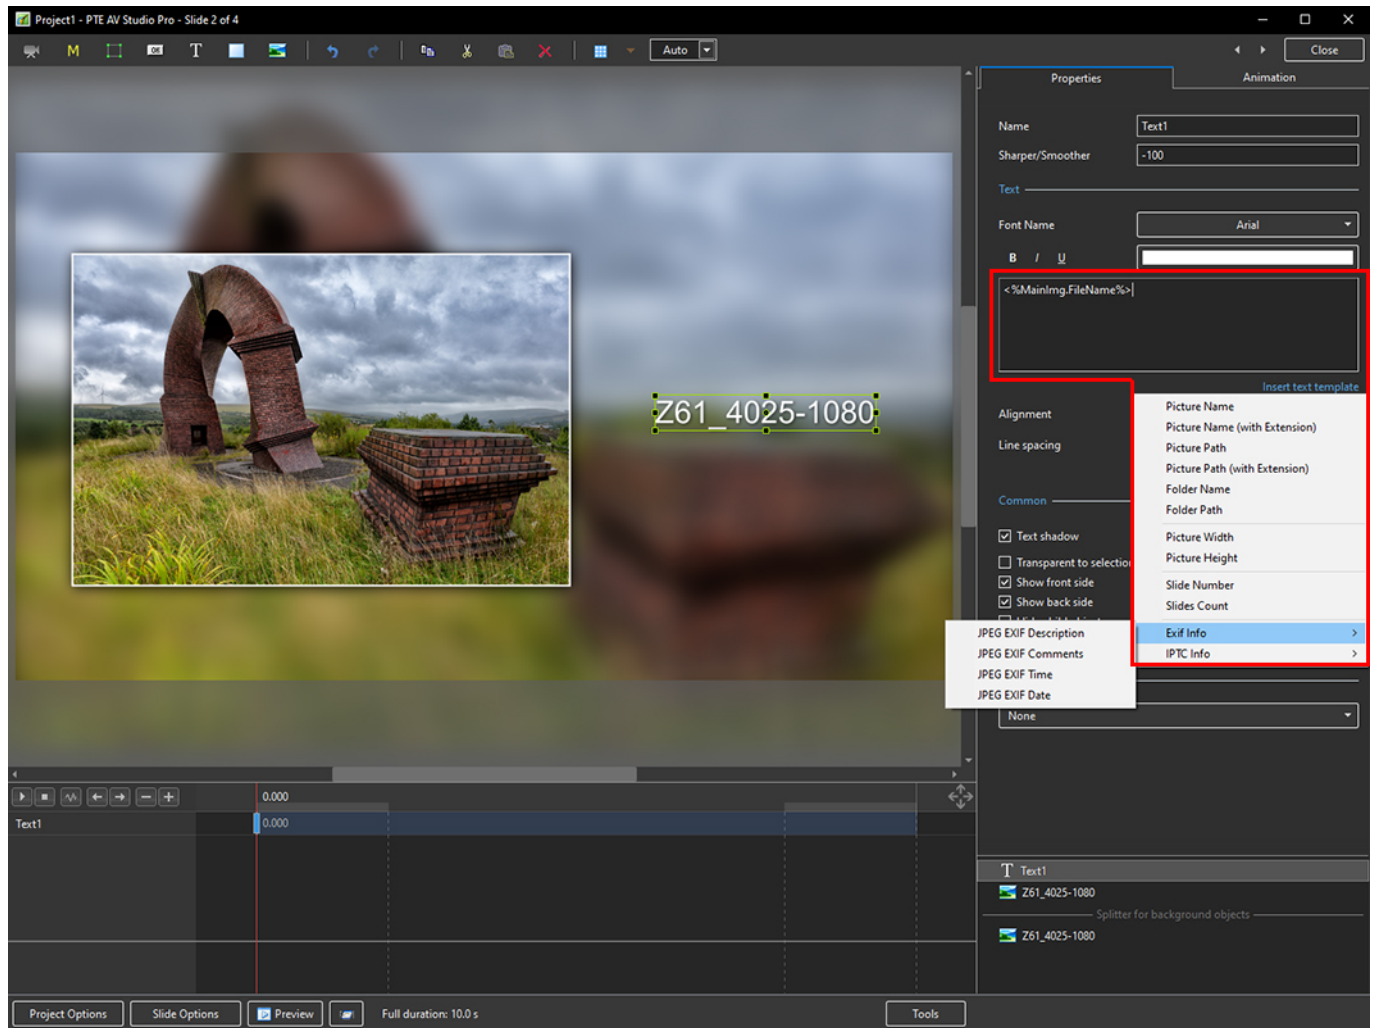 Project1 - PTE AV Studio Pro - Slide 2 of 4
M OK T Auto Close
Properties Animation
Name Text1
Sharper/Smoother -100
Text
Font Name Arial
B I U
<%MainImg.FileName%>
Insert text template
Z61_4025-1080
Alignment
Line spacing
Common
Text shadow
Transparent to selection
Show front side
Show back side
Picture Name
Picture Name (with Extension)
Picture Path
Picture Path (with Extension)
Folder Name
Folder Path
Picture Width
Picture Height
Slide Number
Slides Count
Exif Info
IPTC Info
JPEG EXIF Description
JPEG EXIF Comments
JPEG EXIF Time
JPEG EXIF Date
None
0.000
Text1 0.000
T Text1
Z61_4025-1080
Splitter for background objects
Z61_4025-1080
Project Options Slide Options Preview Full duration: 10.0 s Tools